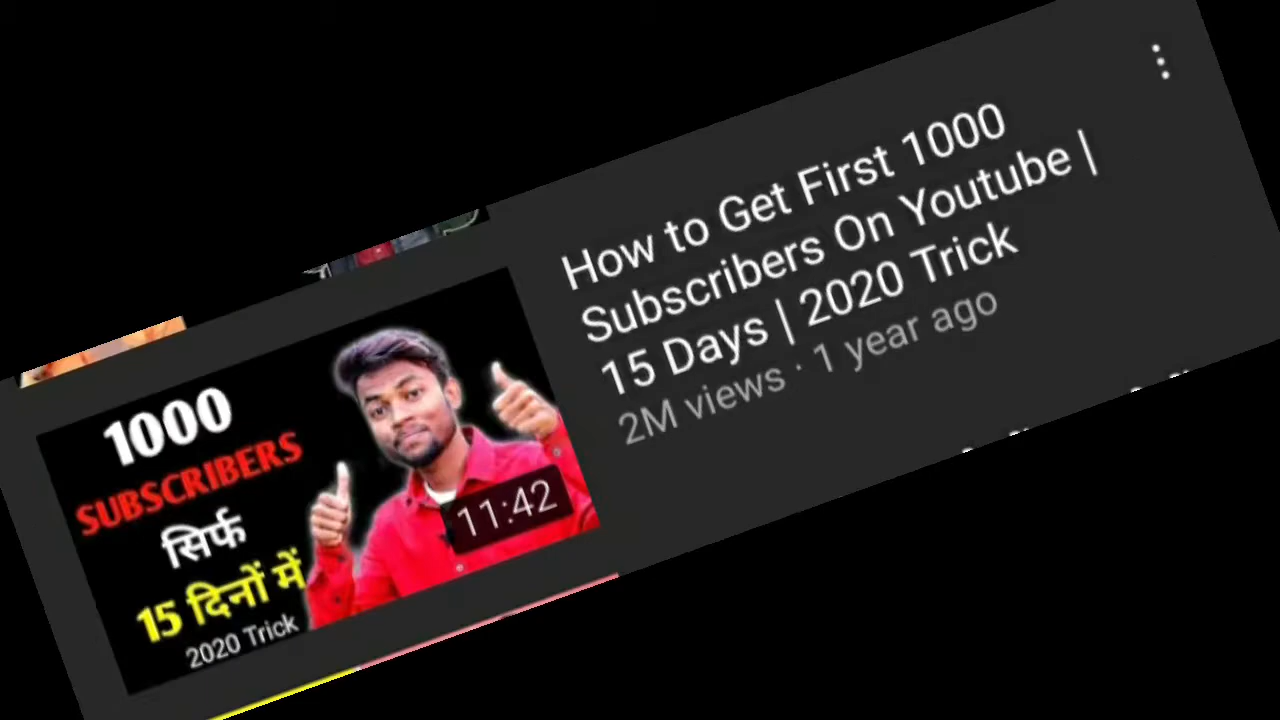 1000
SUBSCRIBERS
सिर्फ
15 दिनों में
2020 Trick
11:42
How to Get First 1000
Subscribers On Youtube |
15 Days | 2020 Trick
2M views · 1 year ago